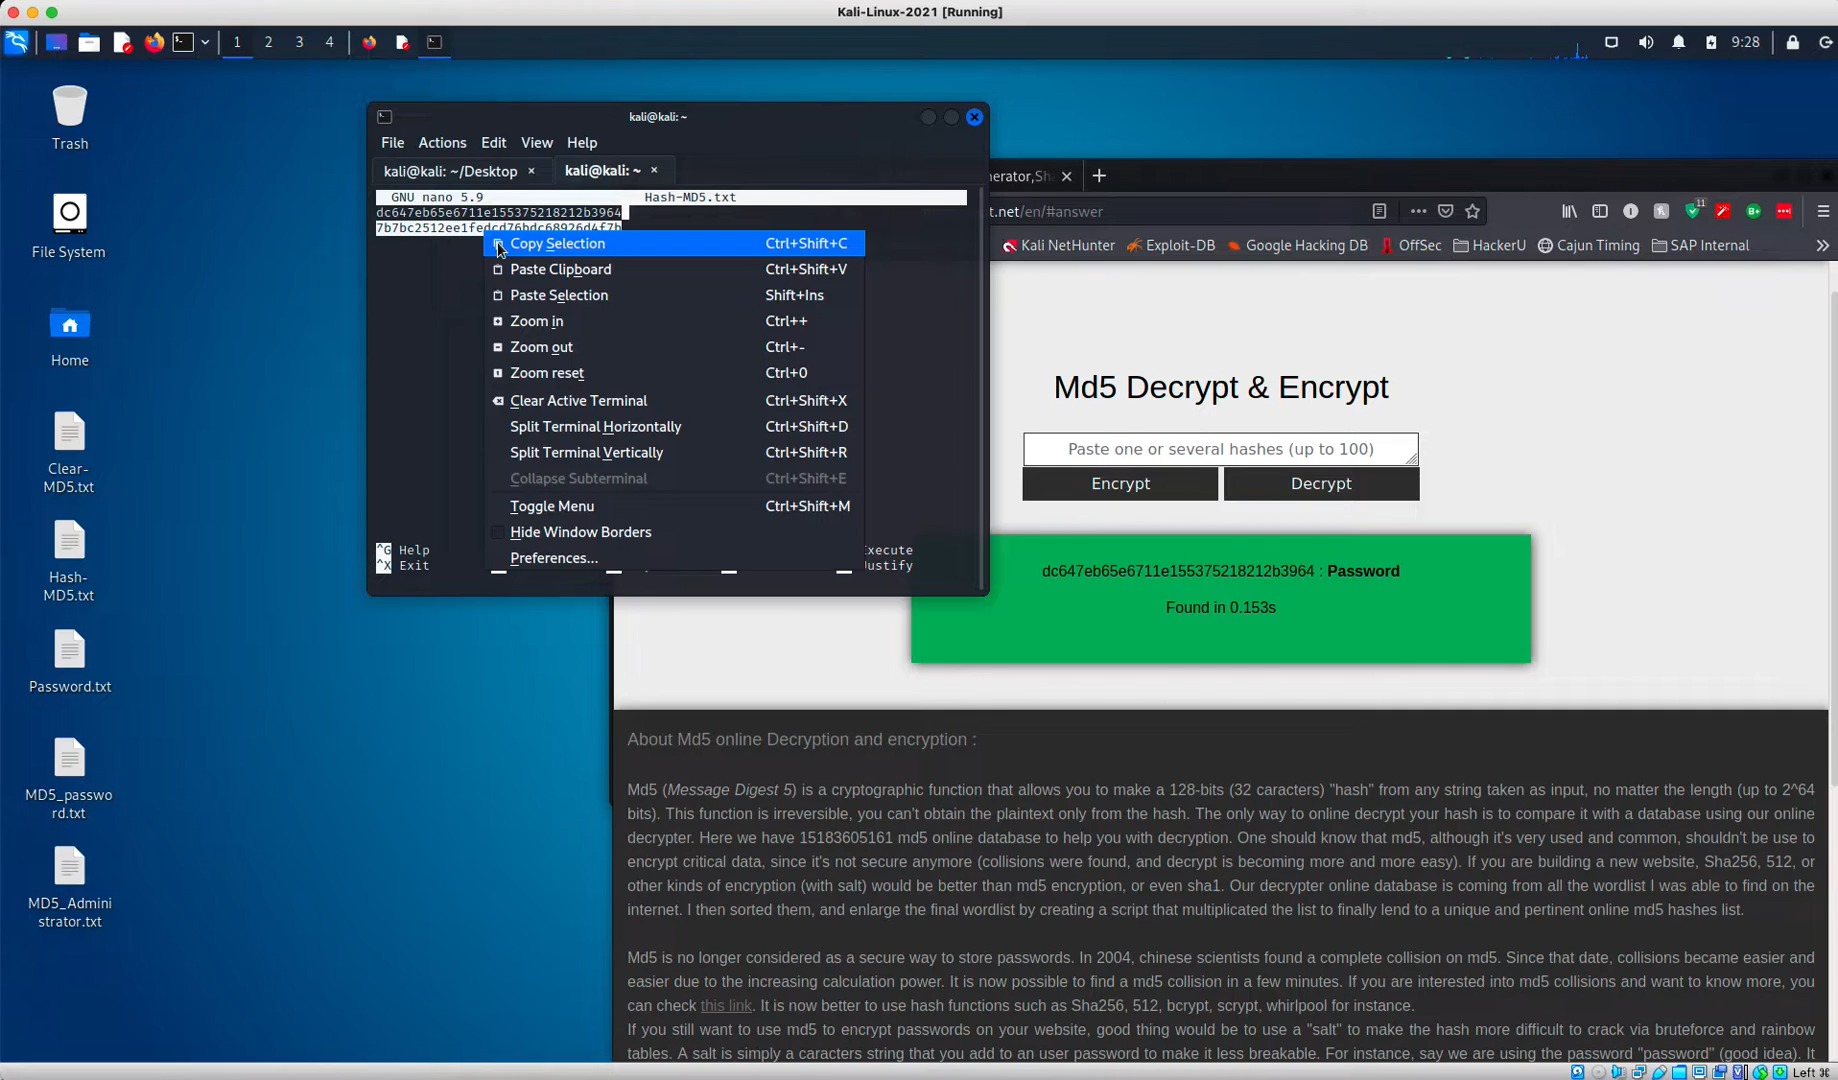 Kali-Linux-2021 [Running]
1 2 3 4
9:28
Trash
File System
Home
Clear-
MD5.txt
Hash-
MD5.txt
Password.txt
MD5_passwo
rd.txt
MD5_Admini
strator.txt
kali@kali: ~
File Actions Edit View Help
kali@kali: ~/Desktop × kali@kali: ~ ×
GNU nano 5.9 Hash-MD5.txt
dc647eb65e6711e155375218212b3964
7b7bc2512ee1fedcd76bdc68926d4f7b
Copy Selection Ctrl+Shift+C
Paste Clipboard Ctrl+Shift+V
Paste Selection Shift+Ins
Zoom in Ctrl++
Zoom out Ctrl+-
Zoom reset Ctrl+0
Clear Active Terminal Ctrl+Shift+X
Split Terminal Horizontally Ctrl+Shift+D
Split Terminal Vertically Ctrl+Shift+R
Collapse Subterminal Ctrl+Shift+E
Toggle Menu Ctrl+Shift+M
Hide Window Borders
Preferences...
^G Help
^X Exit
Execute
Justify
nerator,Sh
t.net/en/#answer
11
Kali NetHunter Exploit-DB Google Hacking DB OffSec HackerU Cajun Timing SAP Internal
Md5 Decrypt & Encrypt
Paste one or several hashes (up to 100)
Encrypt Decrypt
dc647eb65e6711e155375218212b3964 : Password
Found in 0.153s
About Md5 online Decryption and encryption :
Md5 (Message Digest 5) is a cryptographic function that allows you to make a 128-bits (32 caracters) "hash" from any string taken as input, no matter the length (up to 2^64
bits). This function is irreversible, you can't obtain the plaintext only from the hash. The only way to online decrypt your hash is to compare it with a database using our online
decrypter. Here we have 15183605161 md5 online database to help you with decryption. One should know that md5, although it's very used and common, shouldn't be use to
encrypt critical data, since it's not secure anymore (collisions were found, and decrypt is becoming more and more easy). If you are building a new website, Sha256, 512, or
other kinds of encryption (with salt) would be better than md5 encryption, or even sha1. Our decrypter online database is coming from all the wordlist I was able to find on the
internet. I then sorted them, and enlarge the final wordlist by creating a script that multiplicated the list to finally lend to a unique and pertinent online md5 hashes list.
Md5 is no longer considered as a secure way to store passwords. In 2004, chinese scientists found a complete collision on md5. Since that date, collisions became easier and
easier due to the increasing calculation power. It is now possible to find a md5 collision in a few minutes. If you are interested into md5 collisions and want to know more, you
can check this link. It is now better to use hash functions such as Sha256, 512, bcrypt, scrypt, whirlpool for instance.
If you still want to use md5 to encrypt passwords on your website, good thing would be to use a "salt" to make the hash more difficult to crack via bruteforce and rainbow
tables. A salt is simply a caracters string that you add to an user password to make it less breakable. For instance, say we are using the password "password" (good idea). It
Left ⌘